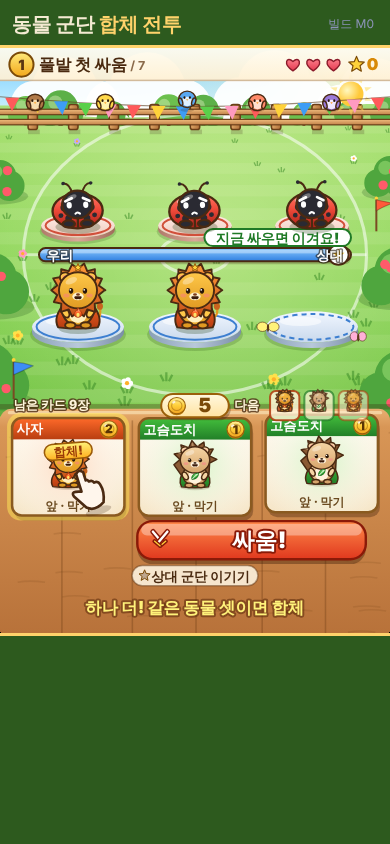 동물 군단 합체 전투
빌드 M0
1 풀발 첫 싸움 / 7
0
지금 싸우면 이겨요!
우리
상대
남은 카드 9장
5
다음
사자 2
고슴도치 1
고슴도치 1
합체!
앞 · 막기
앞 · 막기
앞 · 막기
싸움!
상대 군단 이기기
하나 더! 같은 동물 셋이면 합체